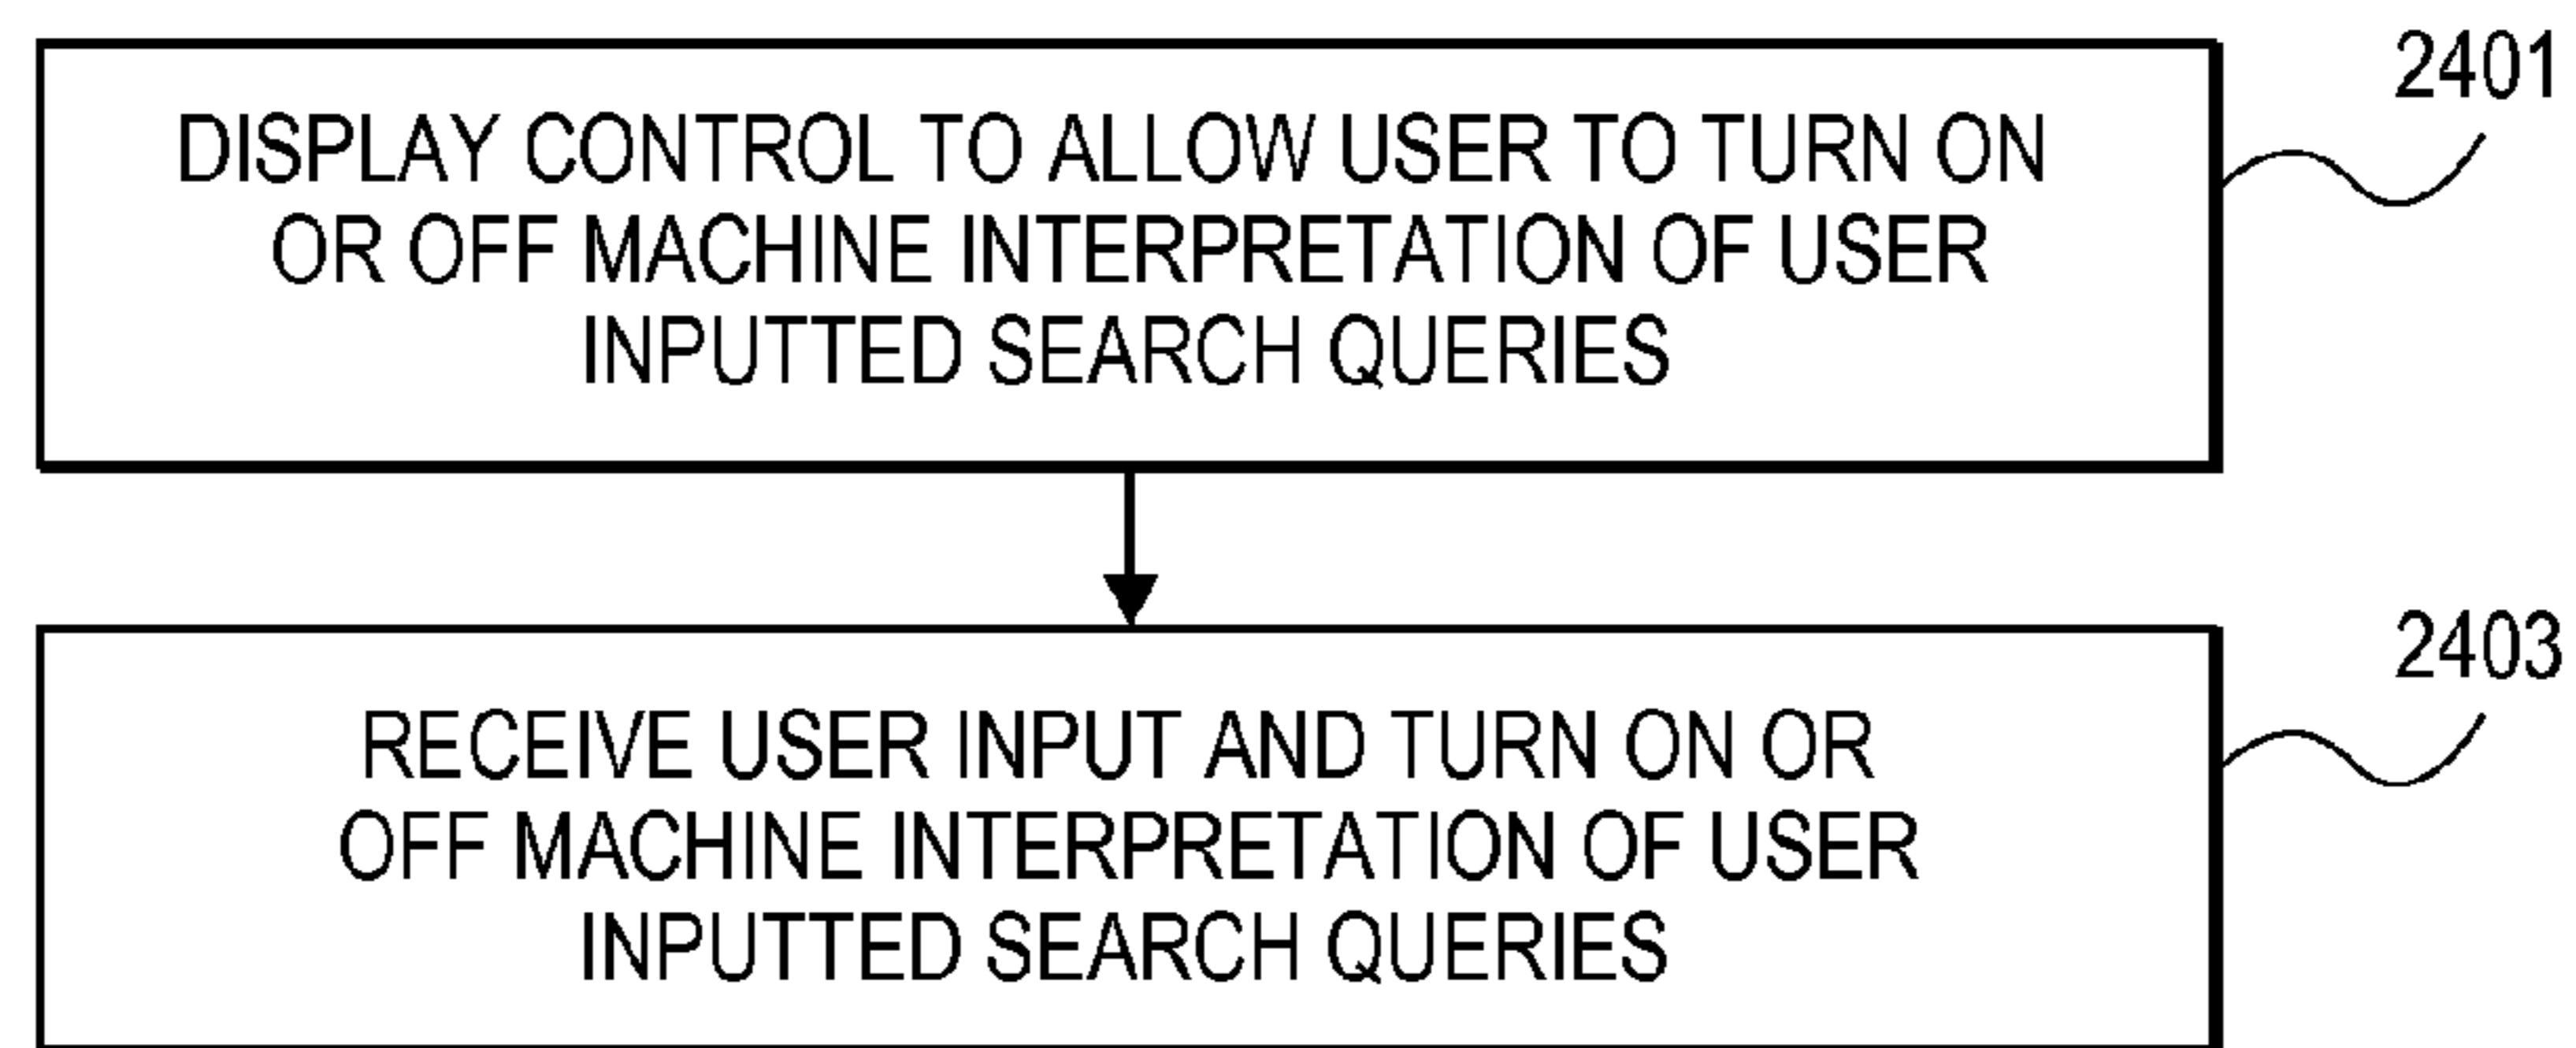 2401
DISPLAY CONTROL TO ALLOW USER TO TURN ON
OR OFF MACHINE INTERPRETATION OF USER
INPUTTED SEARCH QUERIES
2403
RECEIVE USER INPUT AND TURN ON OR
OFF MACHINE INTERPRETATION OF USER
INPUTTED SEARCH QUERIES